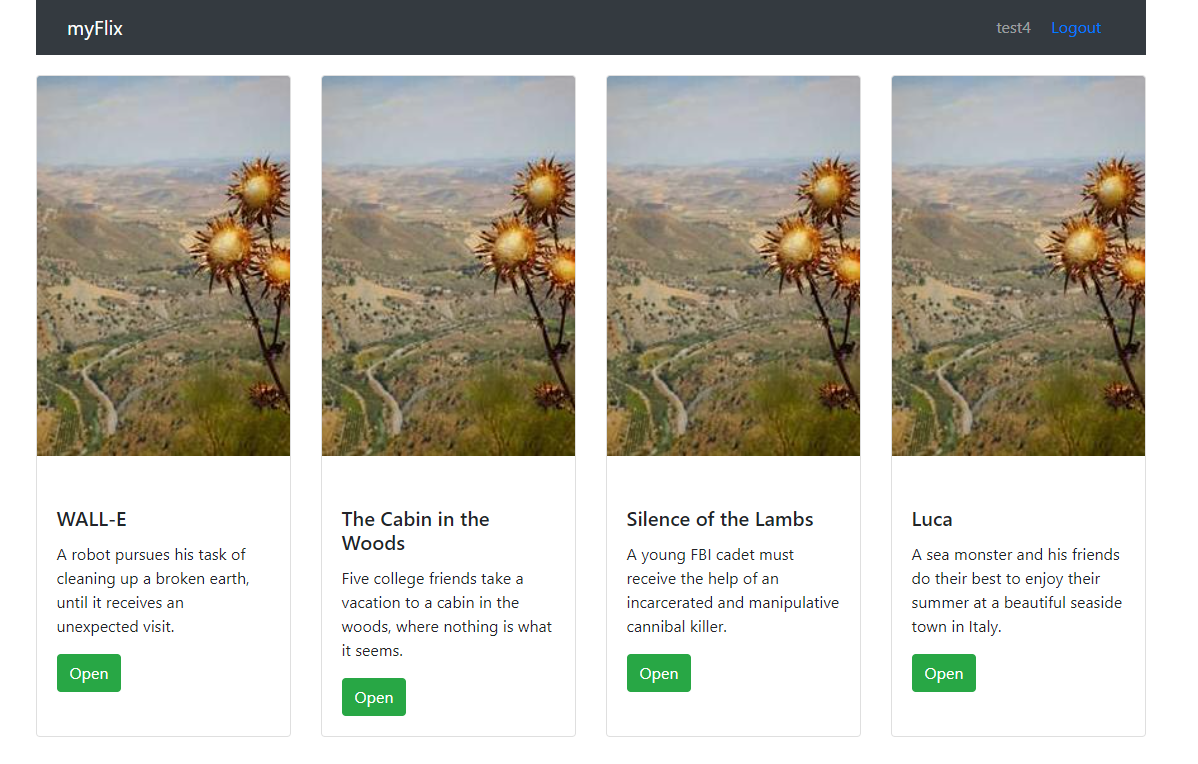 myFlix
test4 Logout
WALL-E
A robot pursues his task of
cleaning up a broken earth,
until it receives an
unexpected visit.
Open
The Cabin in the
Woods
Five college friends take a
vacation to a cabin in the
woods, where nothing is what
it seems.
Open
Silence of the Lambs
A young FBI cadet must
receive the help of an
incarcerated and manipulative
cannibal killer.
Open
Luca
A sea monster and his friends
do their best to enjoy their
summer at a beautiful seaside
town in Italy.
Open